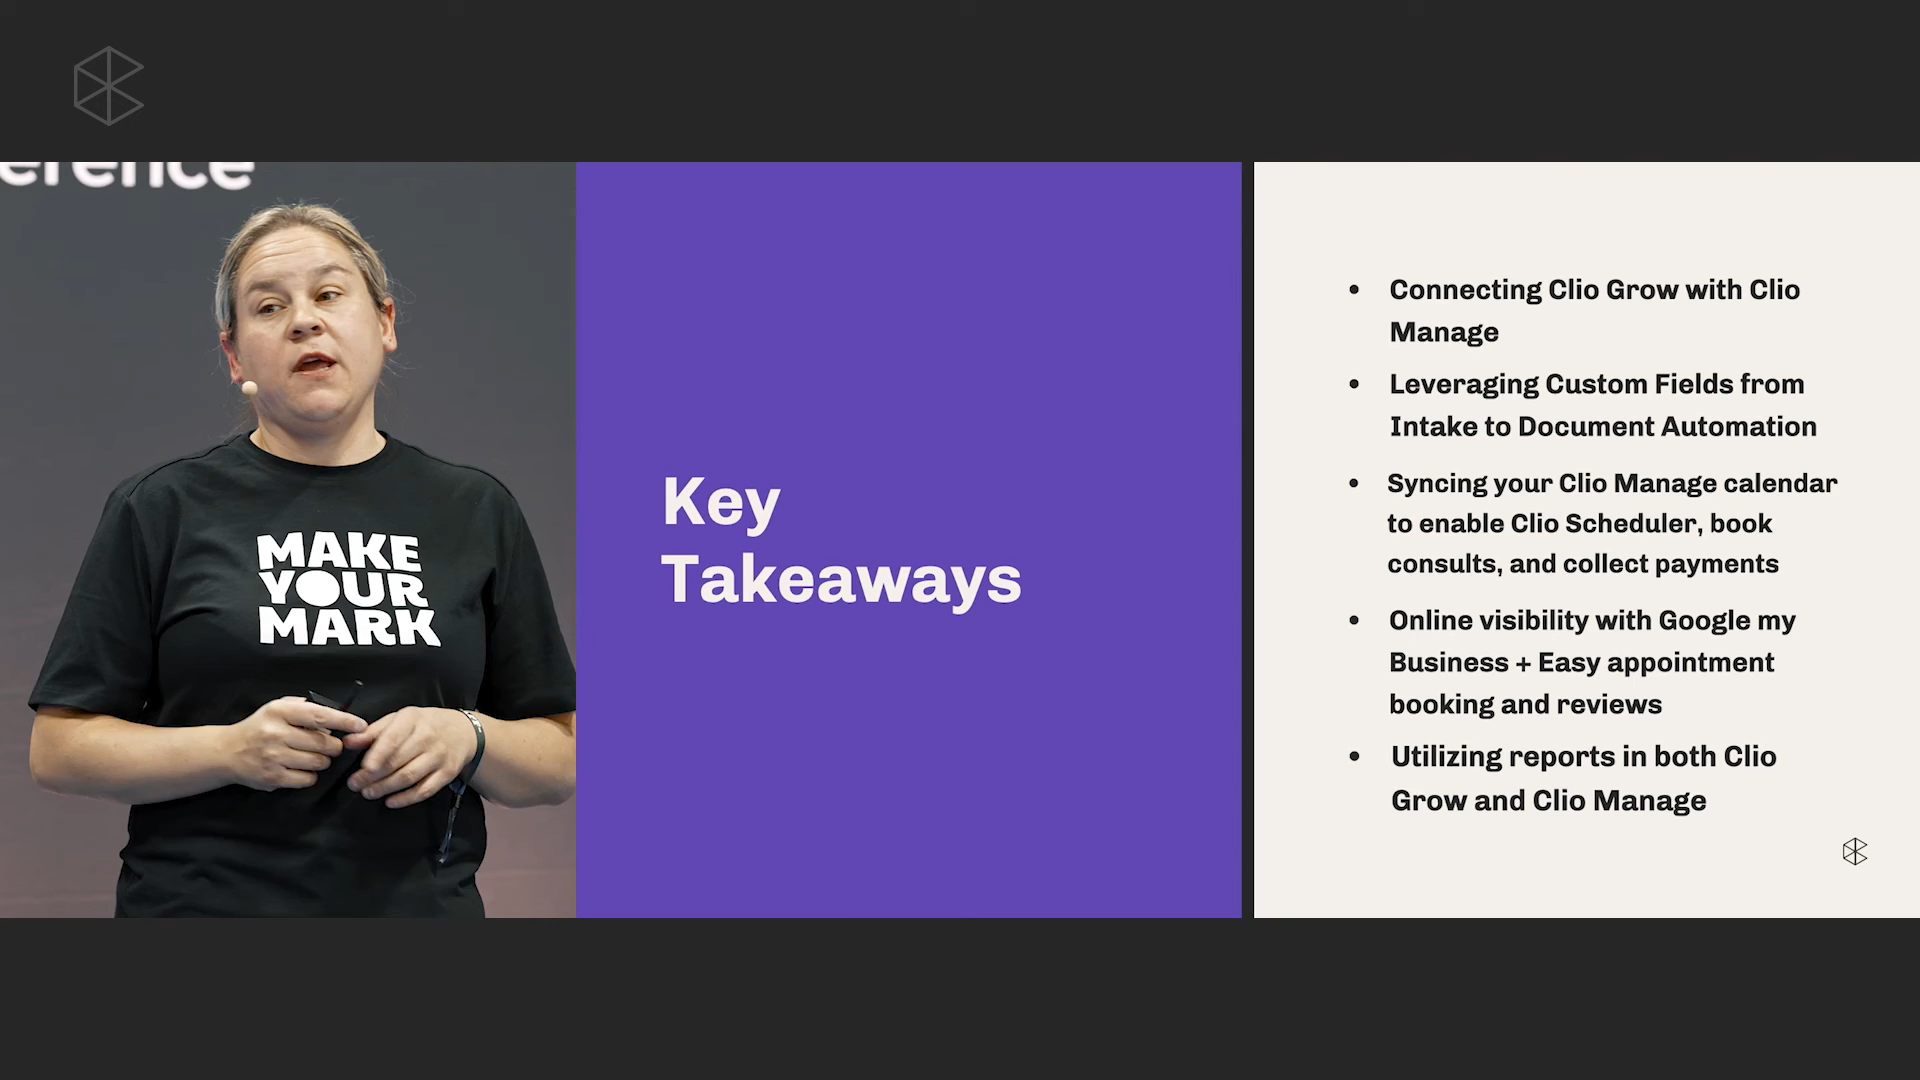 erence
MAKE
YOUR
MARK
Key
Takeaways
• Connecting Clio Grow with Clio
Manage
• Leveraging Custom Fields from
Intake to Document Automation
• Syncing your Clio Manage calendar
to enable Clio Scheduler, book
consults, and collect payments
• Online visibility with Google my
Business + Easy appointment
booking and reviews
• Utilizing reports in both Clio
Grow and Clio Manage